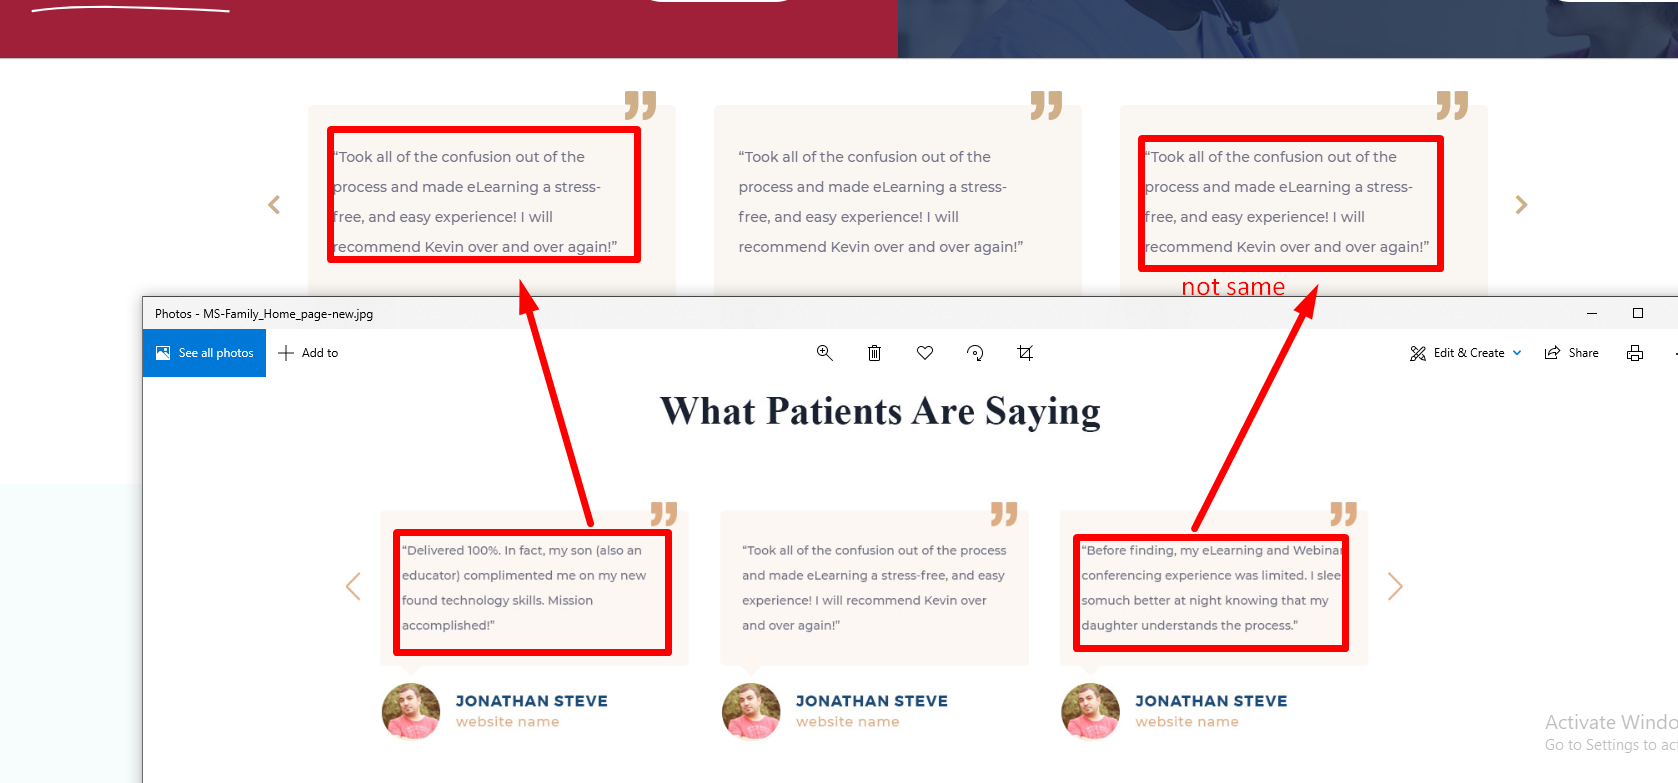 “Took all of the confusion out of the
process and made eLearning a stress-
free, and easy experience! I will
recommend Kevin over and over again!”
“Took all of the confusion out of the
process and made eLearning a stress-
free, and easy experience! I will
recommend Kevin over and over again!”
“Took all of the confusion out of the
process and made eLearning a stress-
free, and easy experience! I will
recommend Kevin over and over again!”
not same
Photos - MS-Family_Home_page-new.jpg
See all photos
Add to
Edit & Create
Share
What Patients Are Saying
“Delivered 100%. In fact, my son (also an
educator) complimented me on my new
found technology skills. Mission
accomplished!”
“Took all of the confusion out of the process
and made eLearning a stress-free, and easy
experience! I will recommend Kevin over
and over again!”
“Before finding, my eLearning and Webinar
conferencing experience was limited. I slee
somuch better at night knowing that my
daughter understands the process.”
JONATHAN STEVE
website name
JONATHAN STEVE
website name
JONATHAN STEVE
website name
Activate Windo
Go to Settings to act